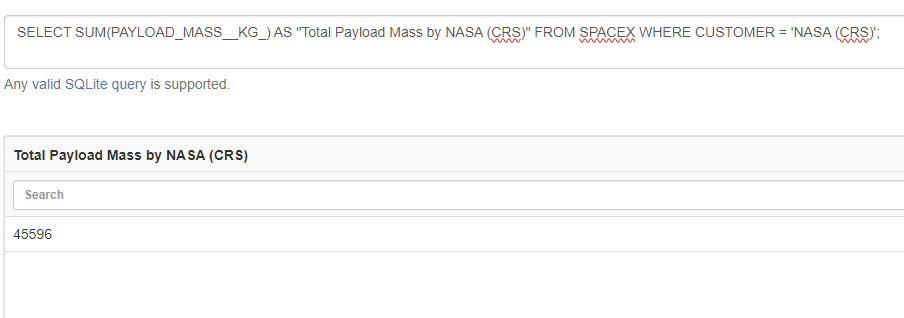 SELECT SUM(PAYLOAD_MASS__KG_) AS "Total Payload Mass by NASA (CRS)" FROM SPACEX WHERE CUSTOMER = 'NASA (CRS)';
Any valid SQLite query is supported.
Total Payload Mass by NASA (CRS)
Search
45596